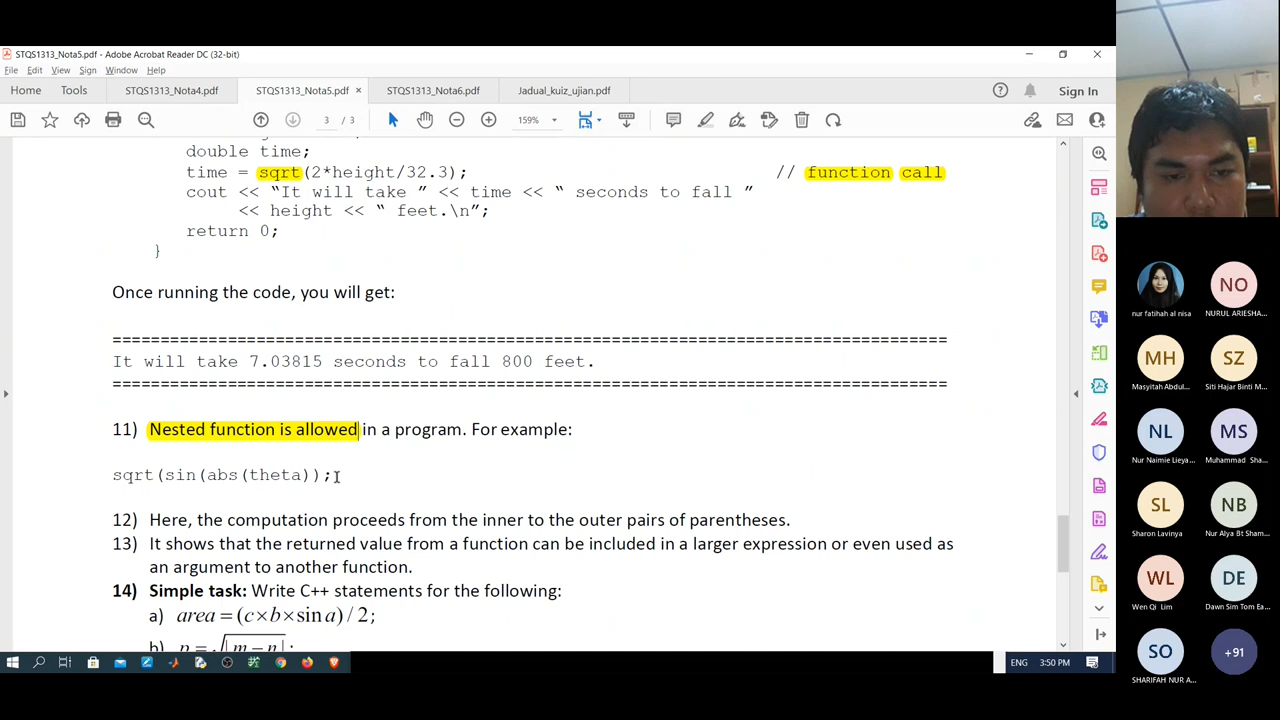 STQS1313_Nota5.pdf - Adobe Acrobat Reader DC (32-bit)
File Edit View Sign Window Help
Home Tools STQS1313_Nota4.pdf STQS1313_Nota5.pdf × STQS1313_Nota6.pdf Jadual_kuiz_ujian.pdf Sign In
3 / 3 159%
double time;
time = sqrt(2*height/32.3); // function call
cout << “It will take ” << time << “ seconds to fall ”
<< height << “ feet.\n”;
return 0;
}
Once running the code, you will get:
=======================================================================================
It will take 7.03815 seconds to fall 800 feet.
=======================================================================================
11) Nested function is allowed in a program. For example:
sqrt(sin(abs(theta));
12) Here, the computation proceeds from the inner to the outer pairs of parentheses.
13) It shows that the returned value from a function can be included in a larger expression or even used as
an argument to another function.
14) Simple task: Write C++ statements for the following:
a) area = (c×b×sin a) / 2;
b) p = √|m − n| ;
ENG 3:50 PM
nur fatihah al nisa
NO
NURUL ARIESHA...
MH
Masyitah Abdul...
SZ
Siti Hajar Binti M...
NL
Nur Naimie Lieya...
MS
Muhammad Sha...
SL
Sharon Lavinya
NB
Nur Alya Bt Sham...
WL
Wen Qi Lim
DE
Dawn Sim Tom Ea...
SO
SHARIFAH NUR A...
+91